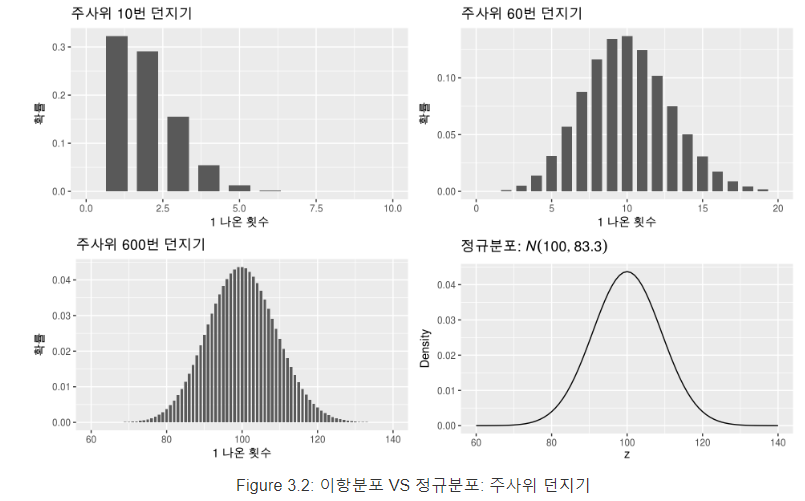 주사위 10번 던지기
확률
0.3
0.2
0.1
0.0
0.0 2.5 5.0 7.5 10.0
1 나온 횟수
주사위 60번 던지기
확률
0.10
0.05
0.00
0 5 10 15 20
1 나온 횟수
주사위 600번 던지기
확률
0.04
0.03
0.02
0.01
0.00
60 80 100 120 140
1 나온 횟수
정규분포: N(100, 83.3)
Density
0.04
0.03
0.02
0.01
0.00
60 80 100 120 140
z
Figure 3.2: 이항분포 VS 정규분포: 주사위 던지기